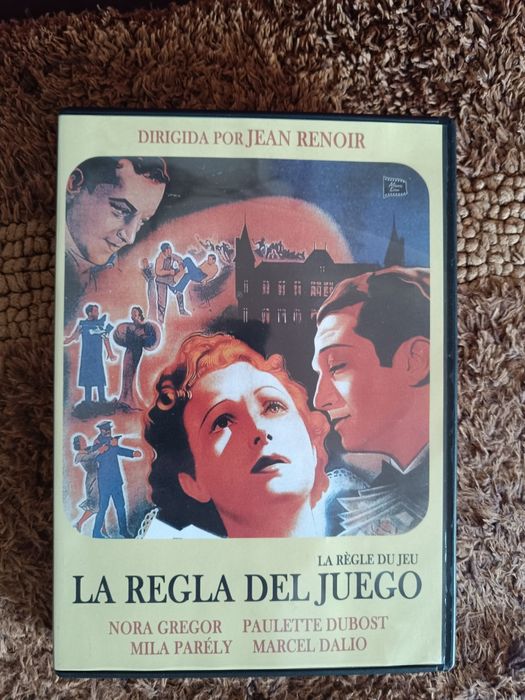 DIRIGIDA POR JEAN RENOIR
LA RÈGLE DU JEU
LA REGLA DEL JUEGO
NORA GREGOR PAULETTE DUBOST
MILA PARÉLY MARCEL DALIO